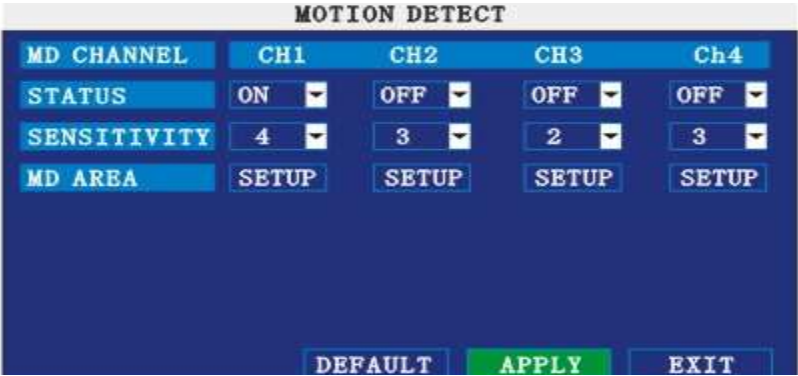 MOTION DETECT
MD CHANNEL CH1 CH2 CH3 Ch4
STATUS ON OFF OFF OFF
SENSITIVITY 4 3 2 3
MD AREA SETUP SETUP SETUP SETUP
DEFAULT APPLY EXIT